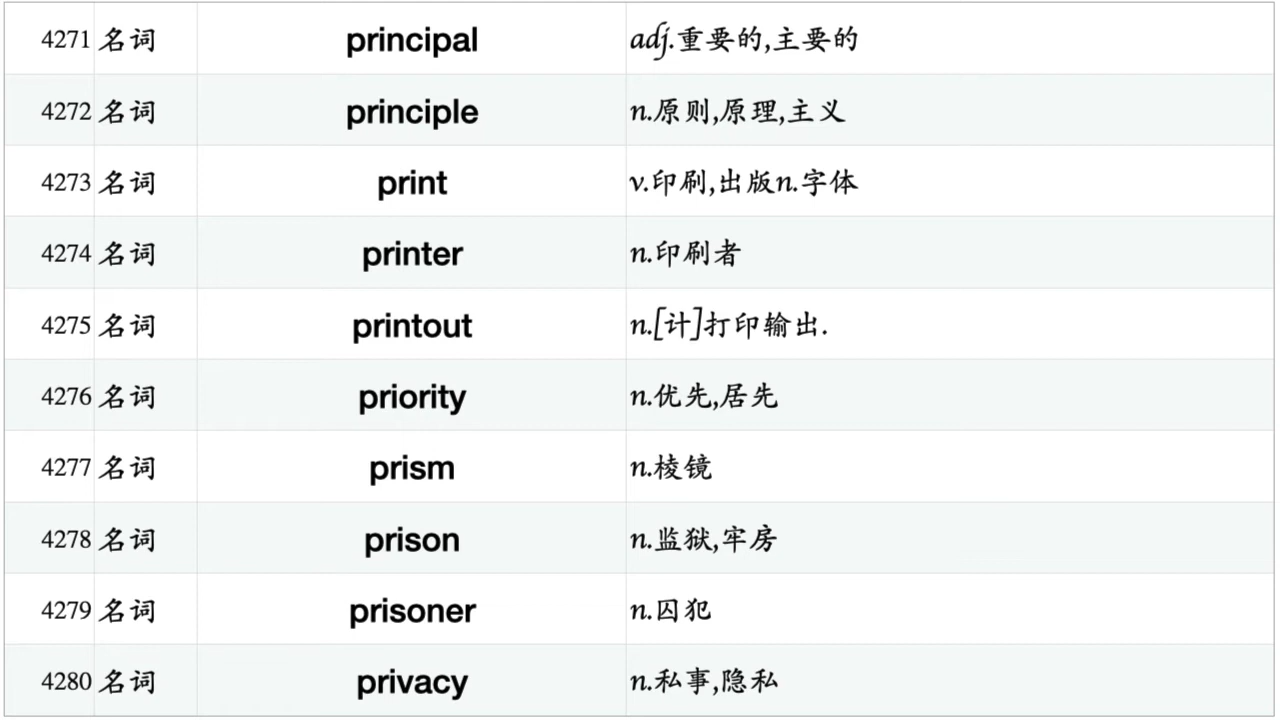 4271 名词 principal adj.重要的,主要的
4272 名词 principle n.原则,原理,主义
4273 名词 print v.印刷,出版n.字体
4274 名词 printer n.印刷者
4275 名词 printout n.[计]打印输出.
4276 名词 priority n.优先,居先
4277 名词 prism n.棱镜
4278 名词 prison n.监狱,牢房
4279 名词 prisoner n.囚犯
4280 名词 privacy n.私事,隐私